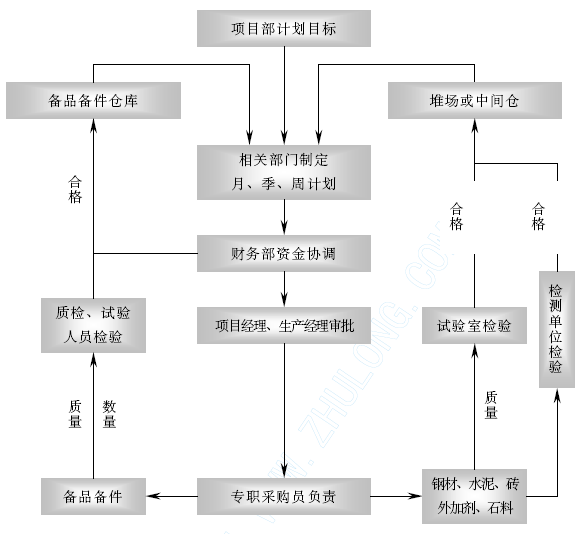 项目部计划目标
备品备件仓库
堆场或中间仓
相关部门制定
月、季、周计划
合格
合格
合格
财务部资金协调
质检、试验
人员检验
项目经理、生产经理审批
试验室检验
检测单位检验
质量
数量
质量
备品备件
专职采购员负责
钢材、水泥、砖
外加剂、石料
WWW.ZHULONG.COM